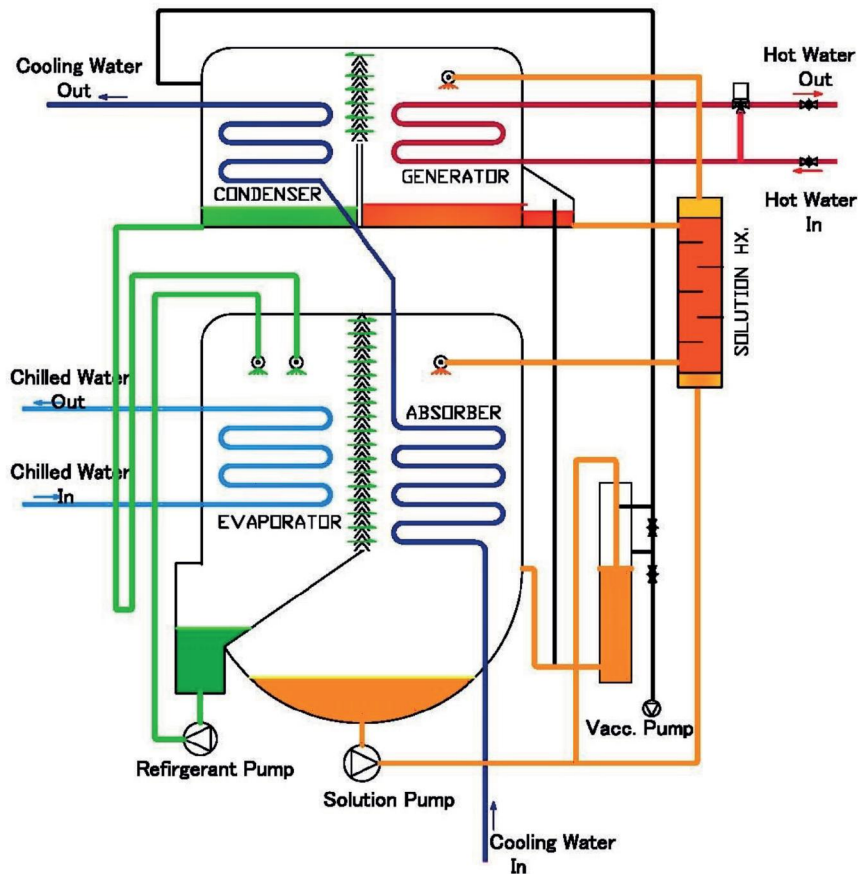 Cooling Water
Out
Hot Water
Out
CONDENSER
GENERATOR
Hot Water
In
SOLUTION HX.
Chilled Water
Out
ABSORBER
Chilled Water
In
EVAPORATOR
Vacc. Pump
Refirgerant Pump
Solution Pump
Cooling Water
In